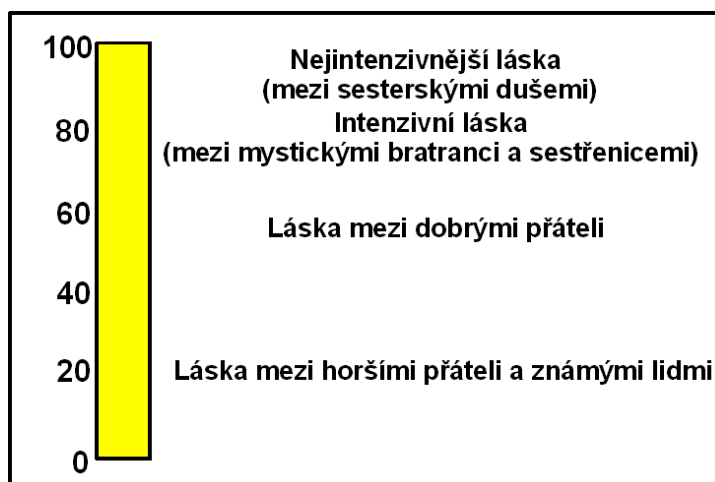 100
Nejintenzivnější láska
(mezi sesterskými dušemi)
80
Intenzivní láska
(mezi mystickými bratranci a sestřenicemi)
60
Láska mezi dobrými přáteli
40
20
Láska mezi horšími přáteli a známými lidmi
0